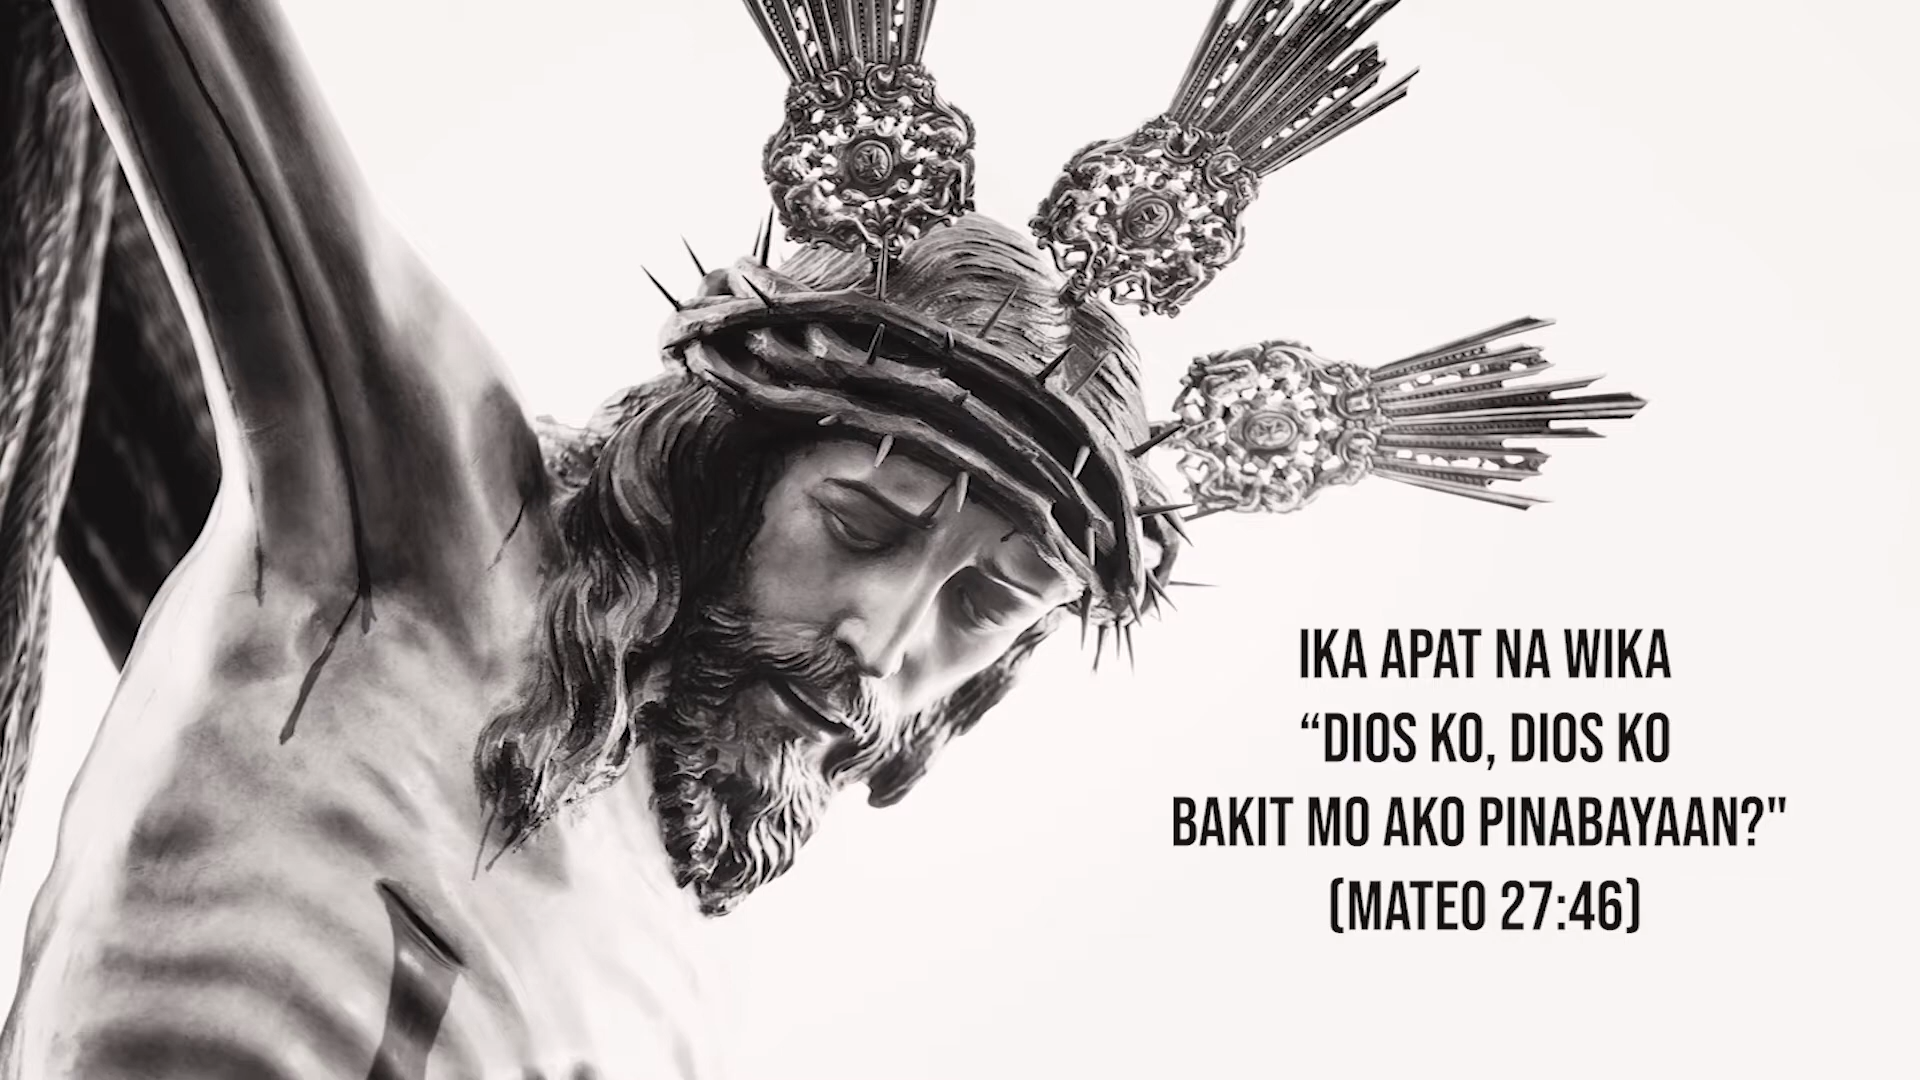 IKA APAT NA WIKA
“DIOS KO, DIOS KO
BAKIT MO AKO PINABAYAAN?"
(MATEO 27:46)